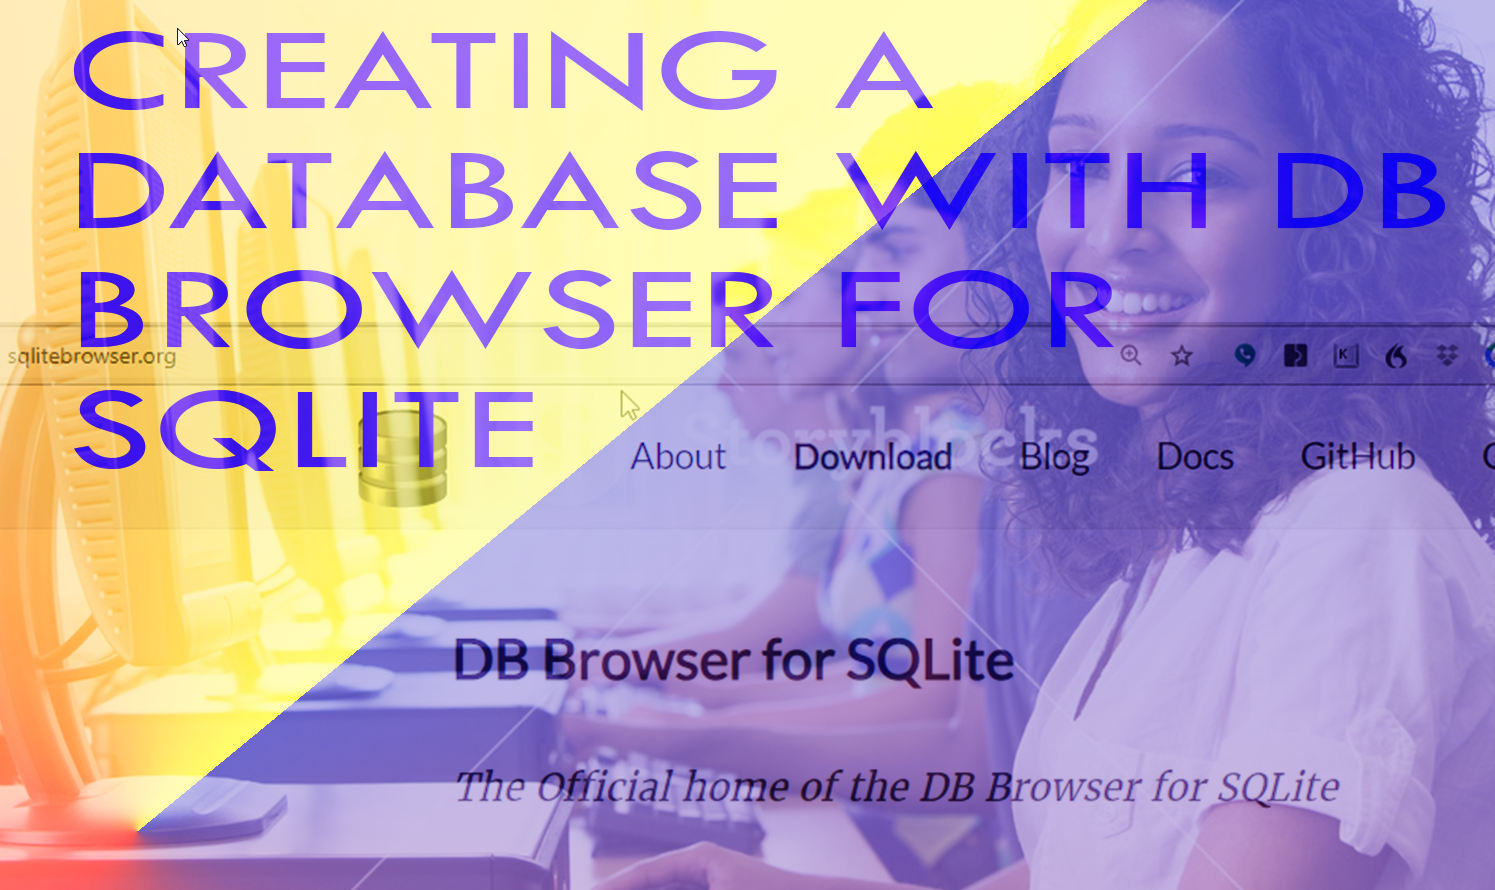 CREATING A
DATABASE WITH DB
BROWSER FOR
SQLITE
sqlitebrowser.org
Storyblocks
About Download Blog Docs GitHub
DB Browser for SQLite
The Official home of the DB Browser for SQLite